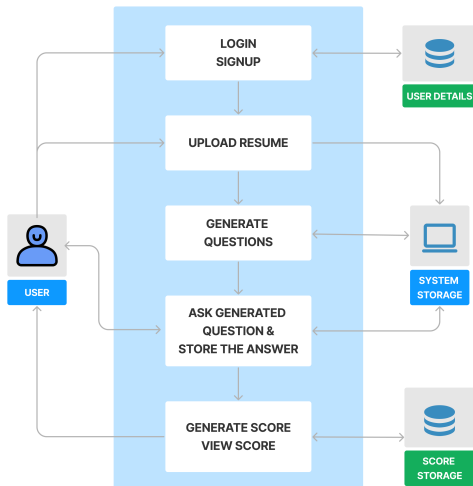 LOGIN
SIGNUP
USER DETAILS
UPLOAD RESUME
GENERATE
QUESTIONS
USER
SYSTEM
STORAGE
ASK GENERATED
QUESTION &
STORE THE ANSWER
GENERATE SCORE
VIEW SCORE
SCORE
STORAGE